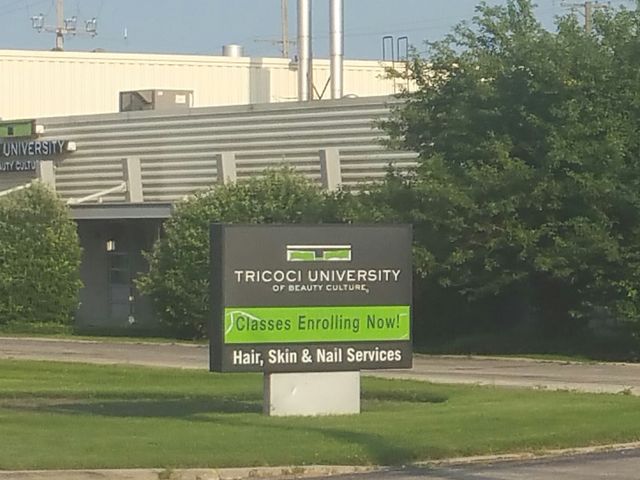 UNIVERSITY
TRICOCI UNIVERSITY
OF BEAUTY CULTURE
Classes Enrolling Now!
Hair, Skin & Nail Services